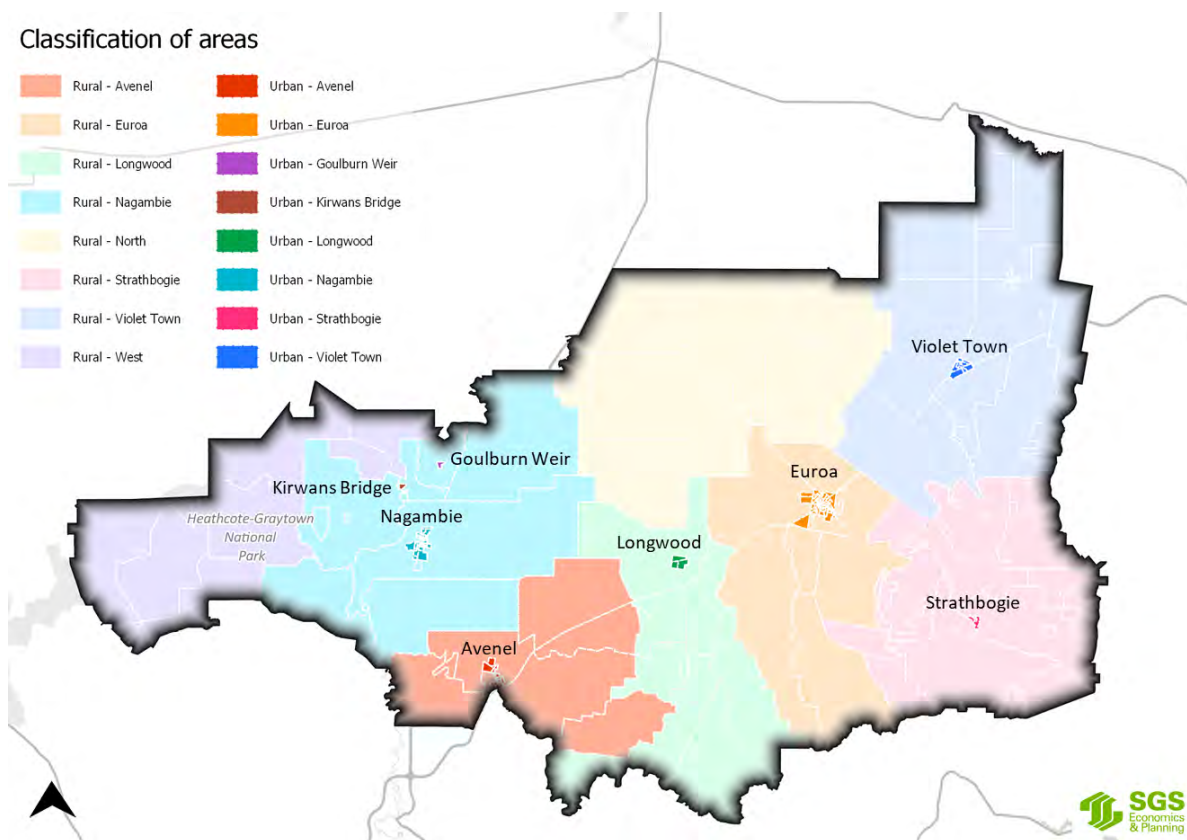 Classification of areas
Rural - Avenel
Rural - Euroa
Rural - Longwood
Rural - Nagambie
Rural - North
Rural - Strathbogie
Rural - Violet Town
Rural - West
Urban - Avenel
Urban - Euroa
Urban - Goulburn Weir
Urban - Kirwans Bridge
Urban - Longwood
Urban - Nagambie
Urban - Strathbogie
Urban - Violet Town
Violet Town
Goulburn Weir
Euroa
Kirwans Bridge
Nagambie
Heathcote-Graytown
National
Park
Longwood
Strathbogie
Avenel
SGS
Economics
& Planning